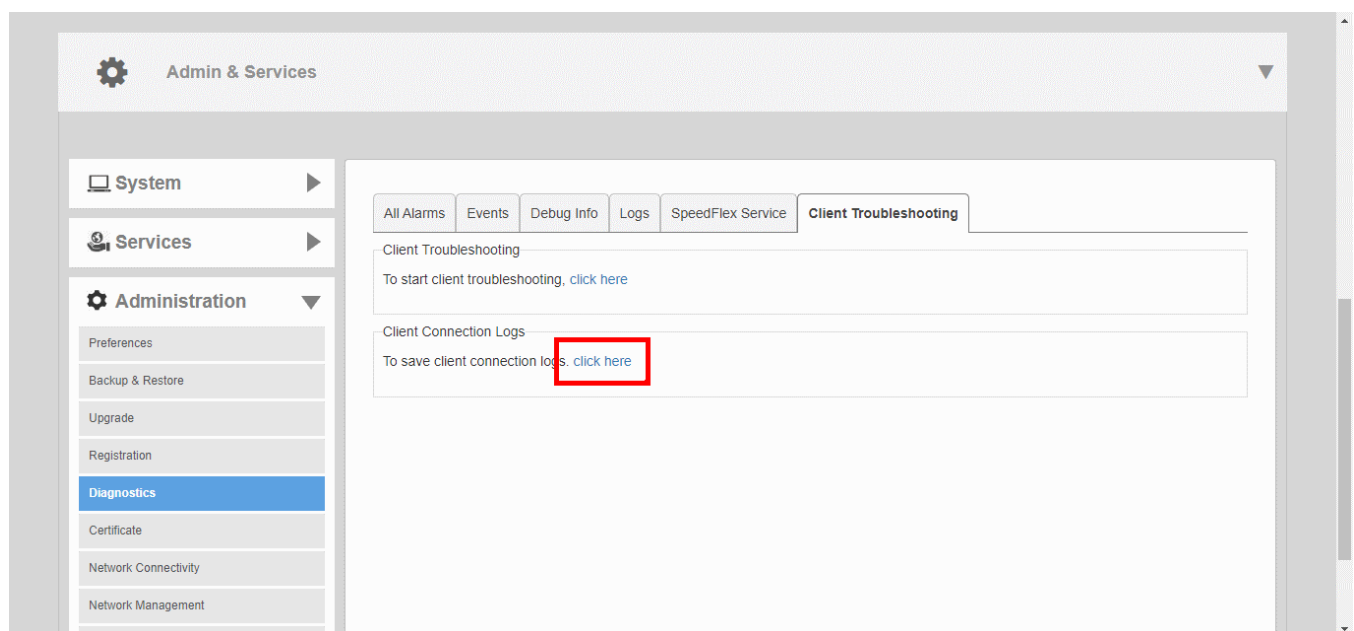 Admin & Services
System
Services
Administration
Preferences
Backup & Restore
Upgrade
Registration
Diagnostics
Certificate
Network Connectivity
Network Management
All Alarms Events Debug Info Logs SpeedFlex Service Client Troubleshooting
Client Troubleshooting
To start client troubleshooting, click here
Client Connection Logs
To save client connection logs. click here